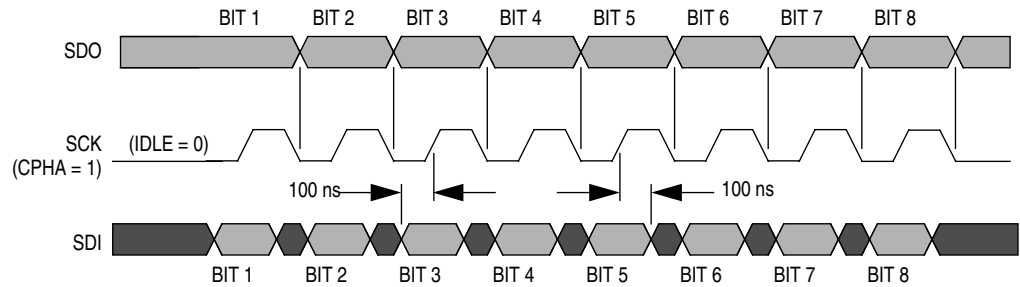 BIT 1 BIT 2 BIT 3 BIT 4 BIT 5 BIT 6 BIT 7 BIT 8
SDO
SCK (IDLE = 0)
(CPHA = 1)
100 ns 100 ns
SDI
BIT 1 BIT 2 BIT 3 BIT 4 BIT 5 BIT 6 BIT 7 BIT 8